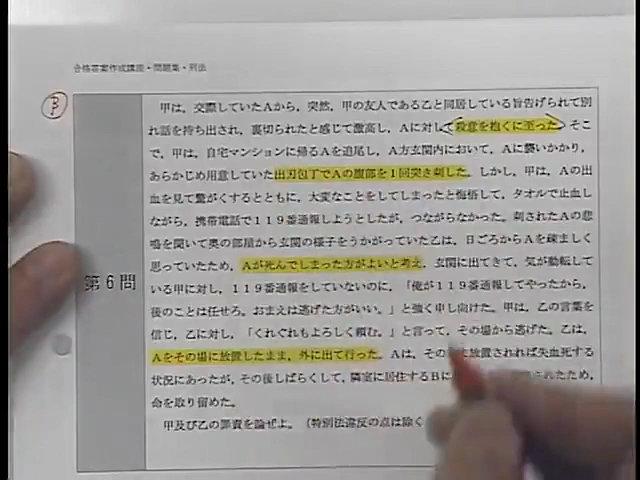 合格答案作成講座・問題集・刑法
第6問
甲は,交際していたAから,突然,甲の友人である乙と同居している旨告げられて別
れ話を持ち出され,裏切られたと感じて激高し,Aに対し殺意を抱くに至った。そこ
で,甲は,自宅マンションに帰るAを追尾し,A方玄関内において,Aに襲いかかり,
あらかじめ用意していた出刃包丁でAの腹部を1回突き刺した。しかし,甲は,Aの出
血を見て驚がくするとともに,大変なことをしてしまったと悔悟して,タオルで止血し
ながら,携帯電話で119番通報しようとしたが,つながらなかった。刺されたAの悲
鳴を聞いて奥の部屋から玄関の様子をうかがっていた乙は,日ごろからAを疎ましく
思っていたため,Aが死んでしまった方がよいと考え,玄関に出てきて,気が動転して
いる甲に対し,119番通報をしていないのに,「俺が119番通報してやったから,
後のことは任せろ。おまえは逃げた方がいい。」と強く申し向けた。甲は,乙の言葉を
信じ,乙に対し,「くれぐれもよろしく頼む。」と言って,その場から逃げた。乙は,
Aをその場に放置したまま,外に出て行った。Aは,その 放置されれば失血死する
状況にあったが,その後しばらくして,隣室に居住するBに されたため,
命を取り留めた。
甲及び乙の罪責を論ぜよ。(特別法違反の点は除く